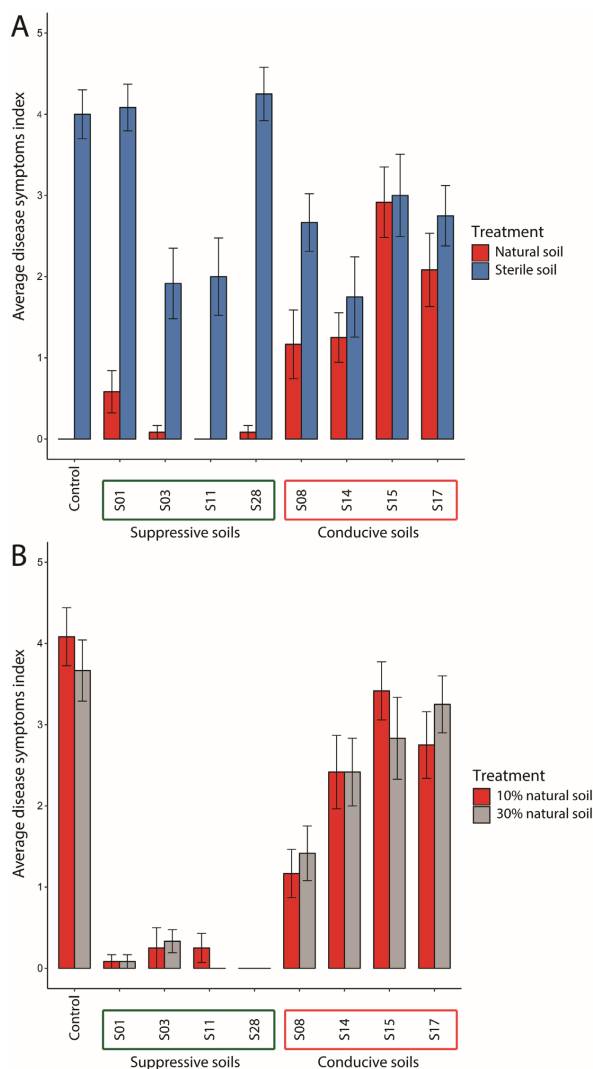 A
Average disease symptoms index
5
4
3
2
1
0
Control
S01
S03
S11
S28
S08
S14
S15
S17
Suppressive soils
Conducive soils
Treatment
Natural soil
Sterile soil
B
Average disease symptoms index
5
4
3
2
1
0
Control
S01
S03
S11
S28
S08
S14
S15
S17
Suppressive soils
Conducive soils
Treatment
10% natural soil
30% natural soil